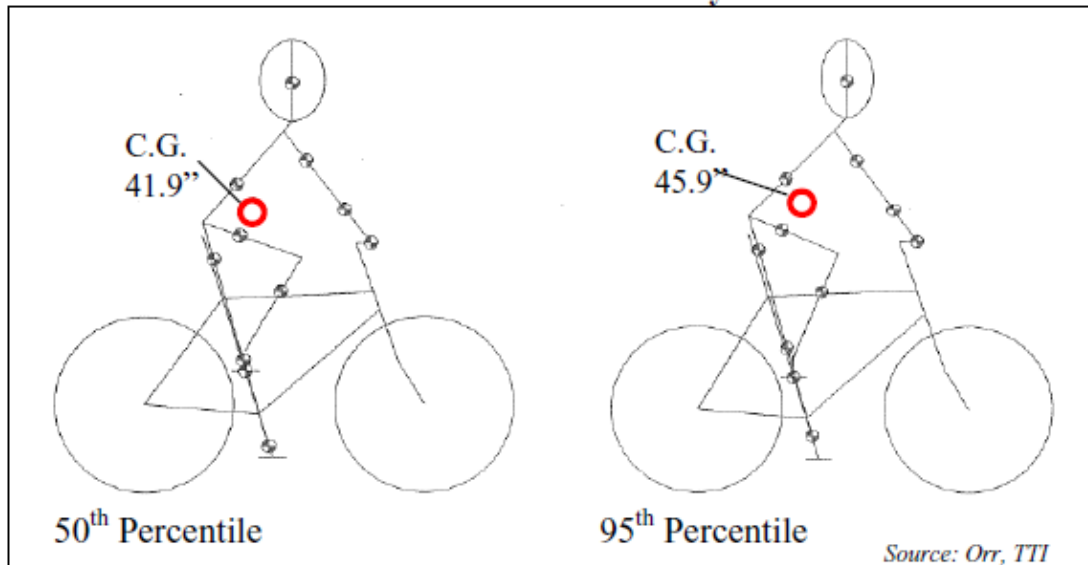 C.G.
41.9”
C.G.
45.9”
50th Percentile
95th Percentile
Source: Orr, TTI